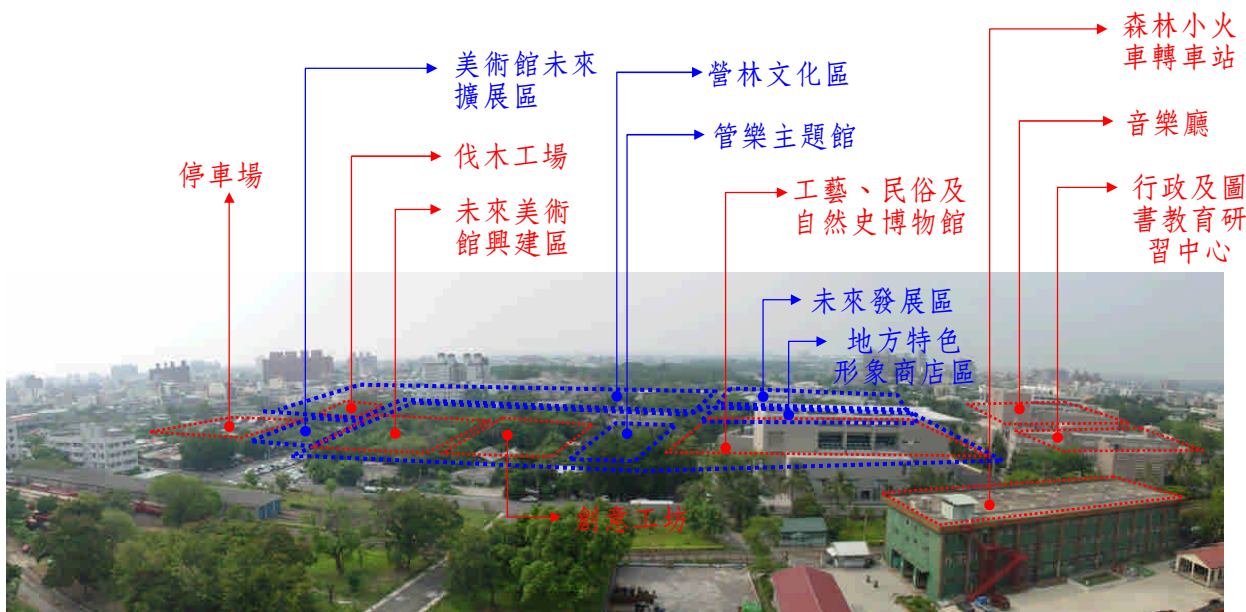 森林小火
車轉車站
美術館未來
擴展區
營林文化區
音樂廳
管樂主題館
伐木工場
停車場
工藝、民俗及
自然史博物館
行政及圖
書教育研
習中心
未來美術
館興建區
未來發展區
地方特色
形象商店區
創意工坊